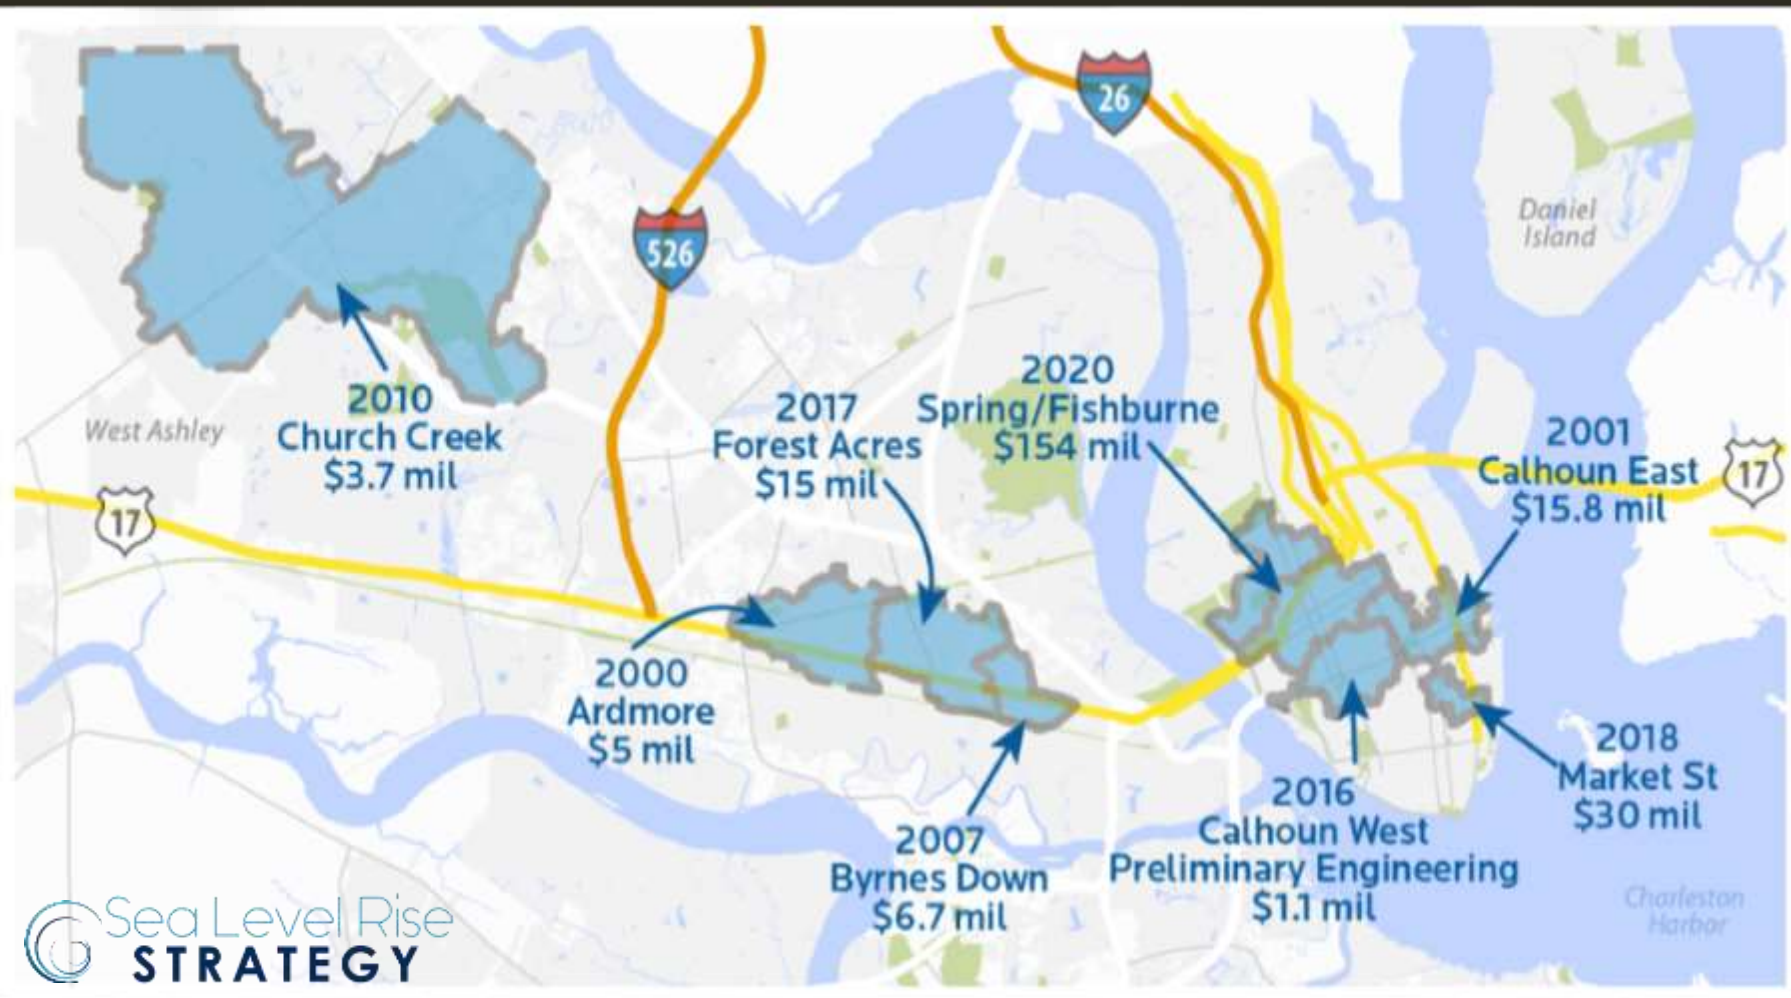 26
Daniel
Island
526
2010
Church Creek
$3.7 mil
West Ashley
17
2017
Forest Acres
$15 mil
2020
Spring/Fishburne
$154 mil
2001
Calhoun East
$15.8 mil
17
2000
Ardmore
$5 mil
2007
Byrnes Down
$6.7 mil
2016
Calhoun West
Preliminary Engineering
$1.1 mil
2018
Market St
$30 mil
Charleston
Harbor
Sea Level Rise
STRATEGY